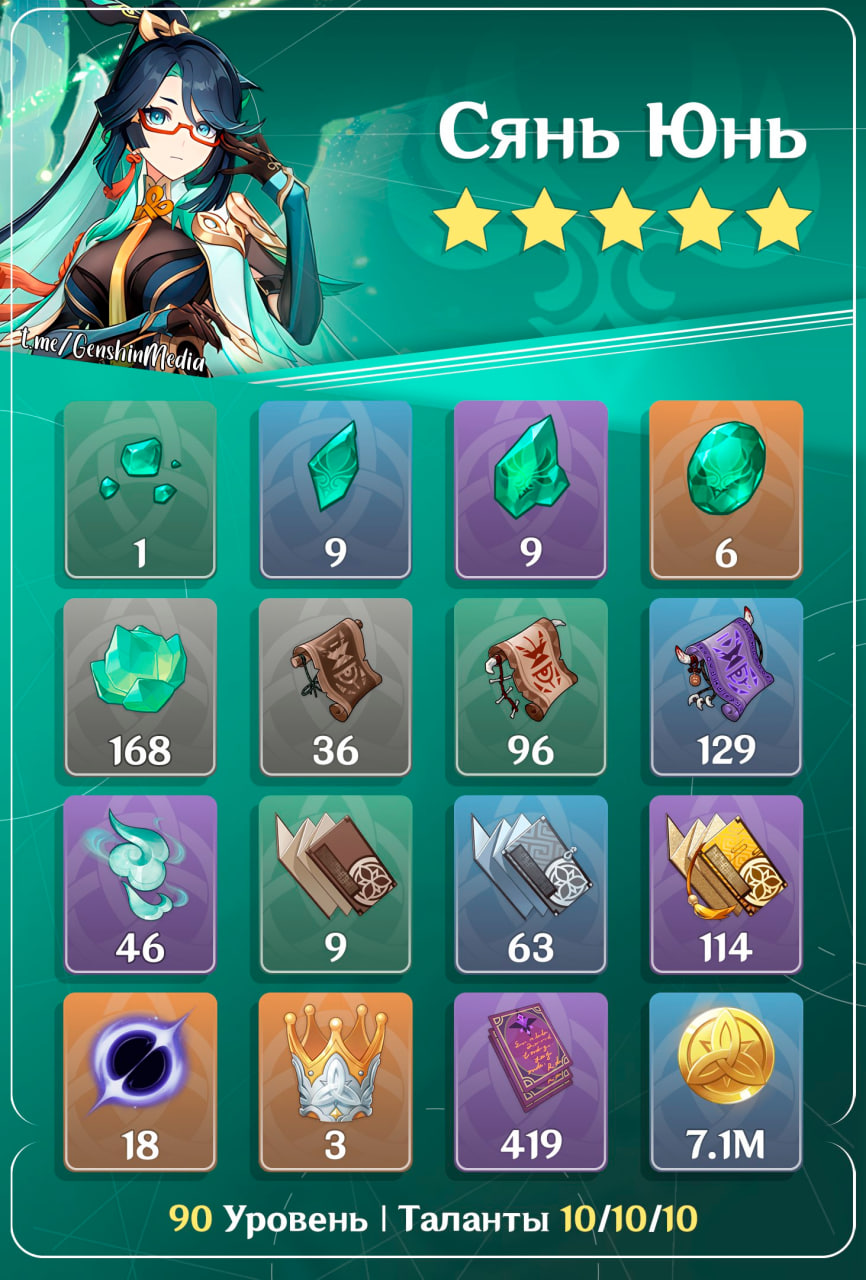 Сянь Юнь
t.me/GenshinMedia
1 9 9 6
168 36 96 129
46 9 63 114
18 3 419 7.1M
90 Уровень | Таланты 10/10/10